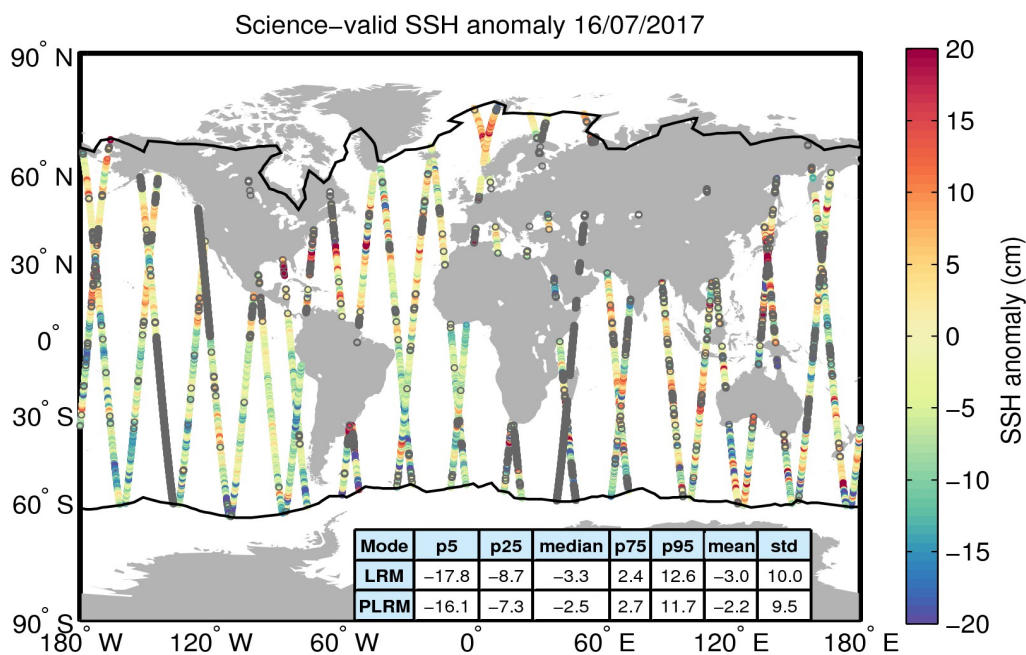 Science−valid SSH anomaly 16/07/2017
90° N
60° N
30° N
0°
30° S
60° S
90° S
180° W
120° W
60° W
0°
60° E
120° E
180° E
Mode p5 p25 median p75 p95 mean std
LRM −17.8 −8.7 −3.3 2.4 12.6 −3.0 10.0
PLRM −16.1 −7.3 −2.5 2.7 11.7 −2.2 9.5
20
15
10
5
0
−5
−10
−15
−20
SSH anomaly (cm)